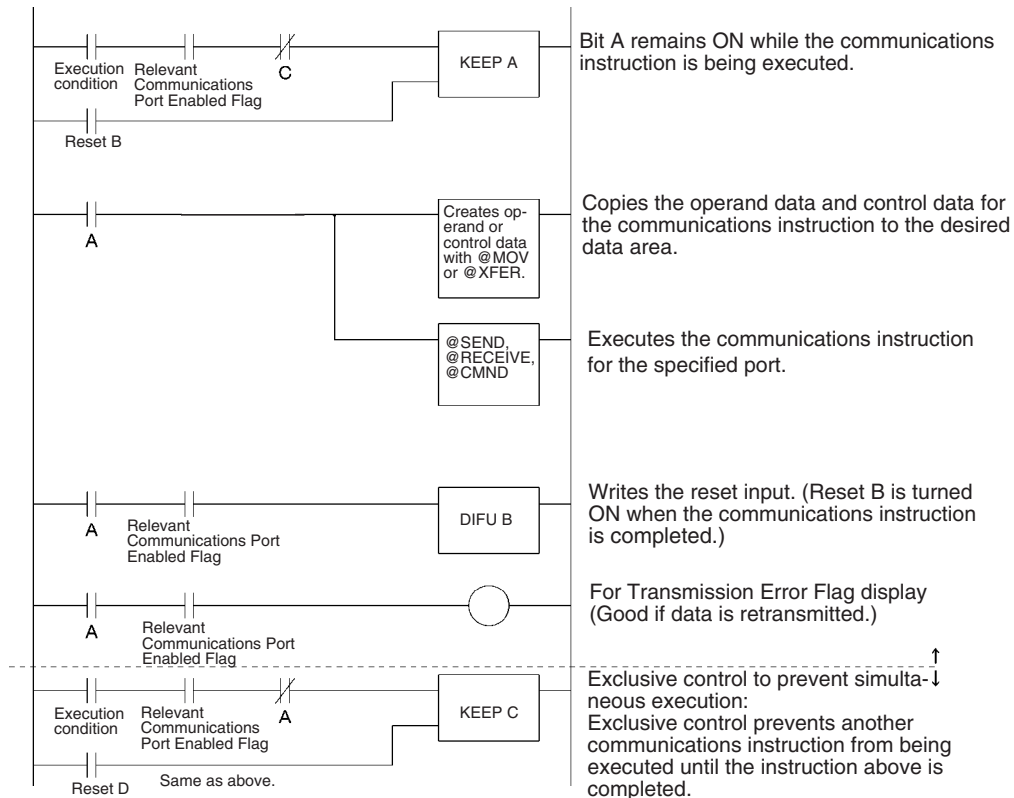 Bit A remains ON while the communications
instruction is being executed.
KEEP A
Execution
condition
Relevant
Communications
Port Enabled Flag
C
Reset B
Creates op-
erand or
control data
with @MOV
or @XFER.
Copies the operand data and control data for
the communications instruction to the desired
data area.
A
@SEND,
@RECEIVE,
@CMND
Executes the communications instruction
for the specified port.
Writes the reset input. (Reset B is turned
ON when the communications instruction
is completed.)
DIFU B
A
Relevant
Communications Port
Enabled Flag
For Transmission Error Flag display
(Good if data is retransmitted.)
A
Relevant
Communications Port
Enabled Flag
Exclusive control to prevent simulta-
neous execution:
Exclusive control prevents another
communications instruction from being
executed until the instruction above is
completed.
KEEP C
Execution
condition
Relevant
Communications
Port Enabled Flag
A
Reset D
Same as above.